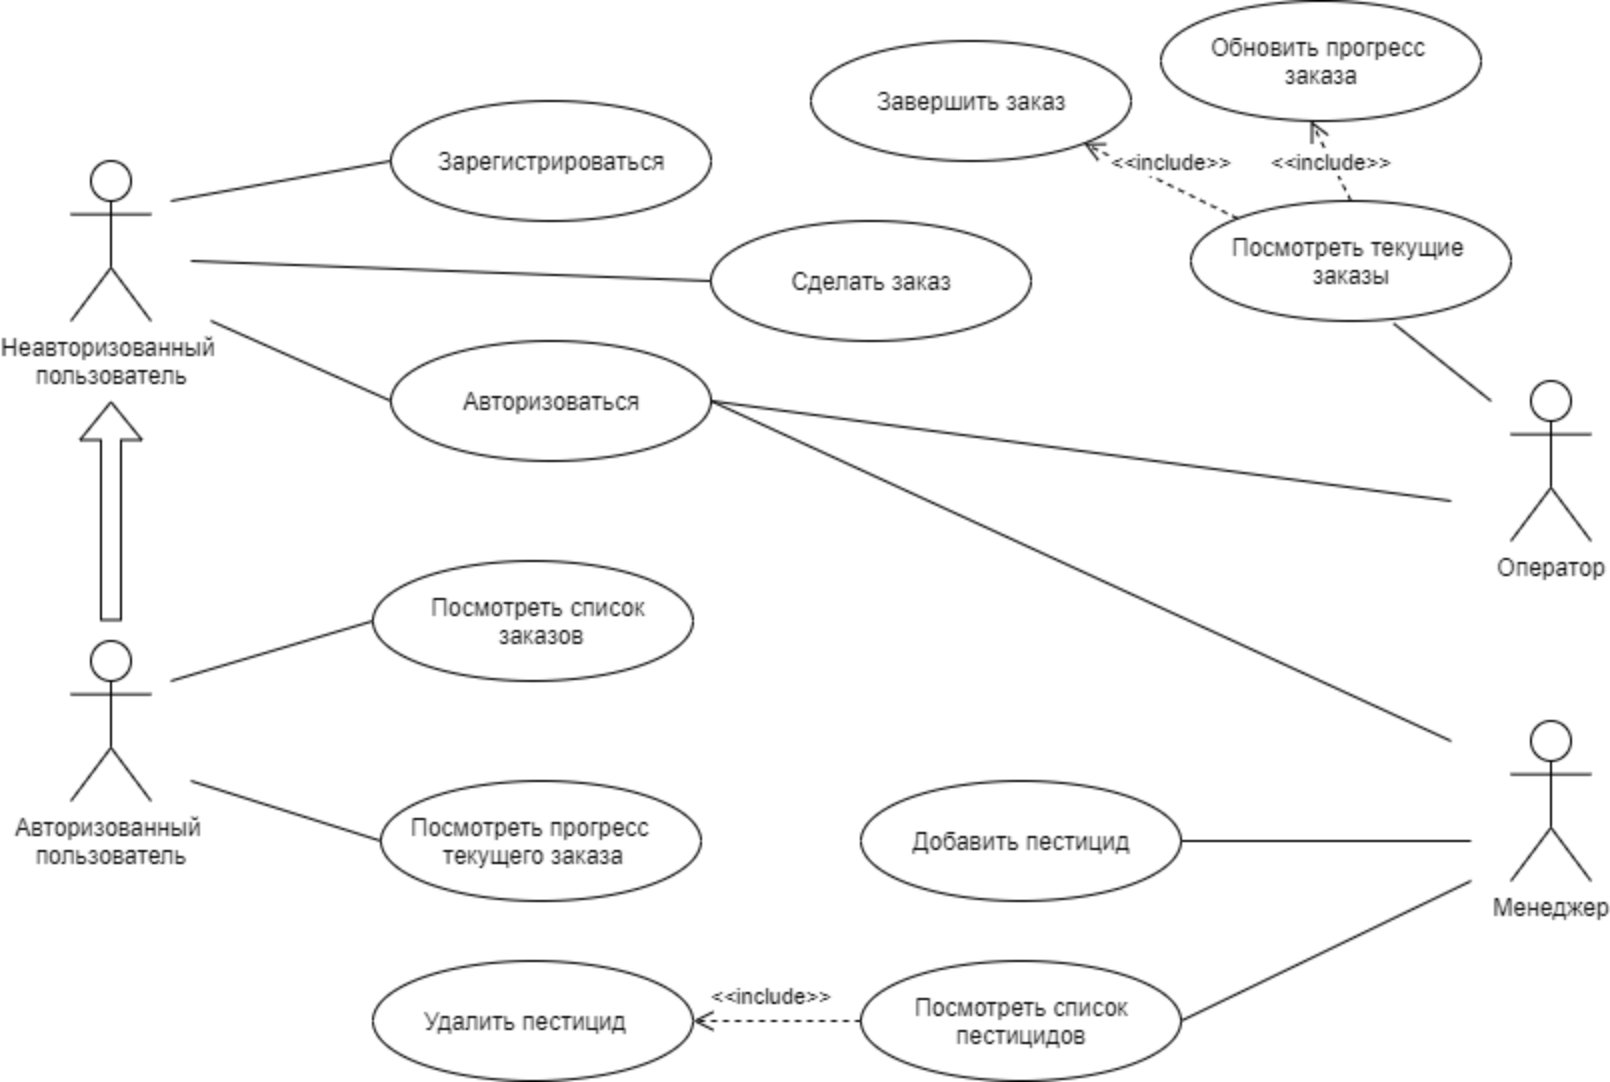 Обновить прогресс
заказа
Завершить заказ
<<include>>
<<include>>
Зарегистрироваться
Посмотреть текущие
заказы
Сделать заказ
Неавторизованный
пользователь
Авторизоваться
Оператор
Посмотреть список
заказов
Авторизованный
пользователь
Посмотреть прогресс
текущего заказа
Добавить пестицид
Менеджер
Удалить пестицид
<<include>>
Посмотреть список
пестицидов